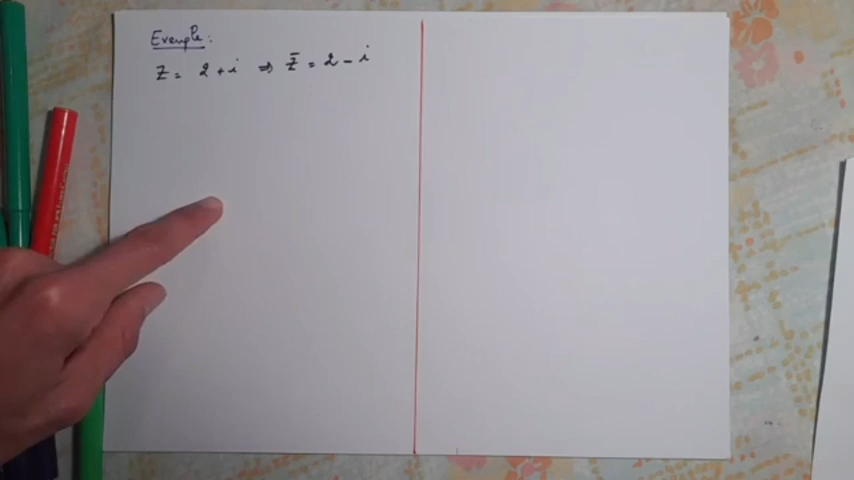 Exemple:
Z = 2 + i ⇒ z̄ = 2 - i